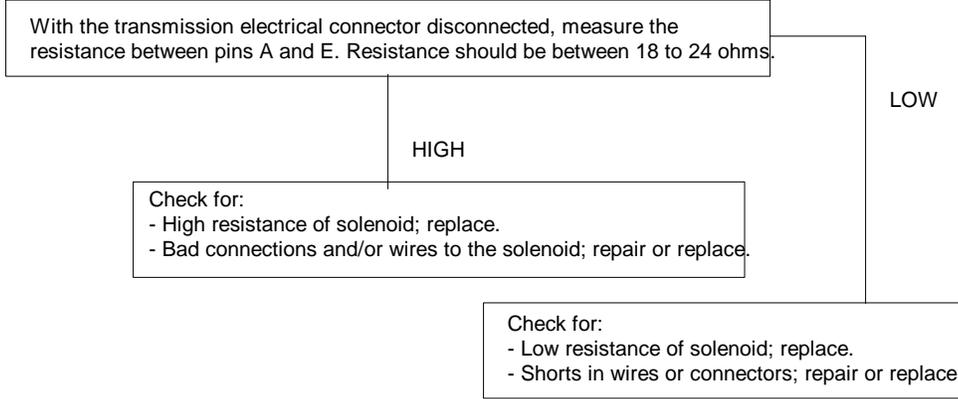 With the transmission electrical connector disconnected, measure the
resistance between pins A and E. Resistance should be between 18 to 24 ohms.
LOW
HIGH
Check for:
- High resistance of solenoid; replace.
- Bad connections and/or wires to the solenoid; repair or replace.
Check for:
- Low resistance of solenoid; replace.
- Shorts in wires or connectors; repair or replace